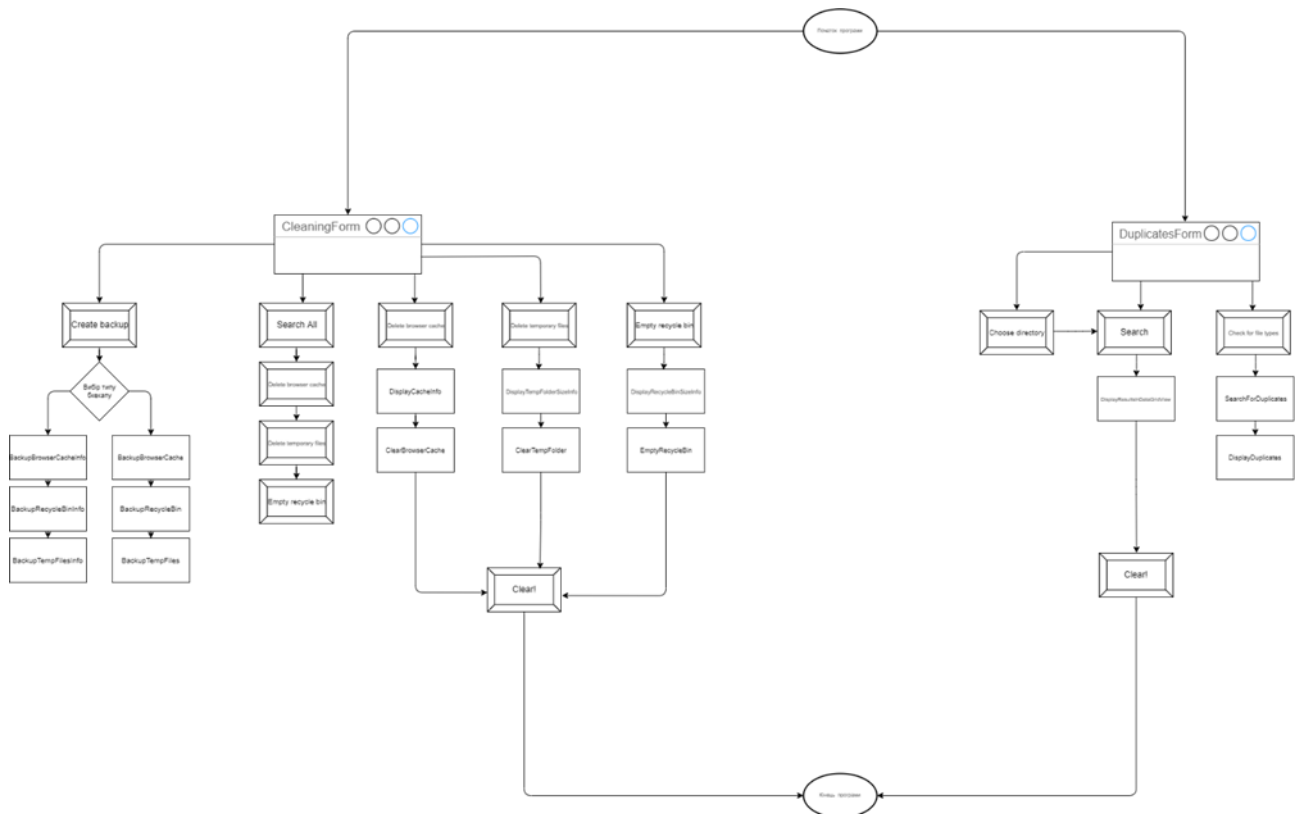 Початок програми
CleaningForm
DuplicatesForm
Create backup
Search All
Delete browser cache
Delete temporary files
Empty recycle bin
Choose directory
Search
Check for file types
Вибір типу
бекапу
Delete browser cache
DisplayCacheInfo
DisplayTempFolderSizeInfo
DisplayRecycleBinSizeInfo
DisplayResultsInDataGridView
SearchForDuplicates
BackupBrowserCacheInfo
BackupBrowserCache
Delete temporary files
ClearBrowserCache
ClearTempFolder
EmptyRecycleBin
DisplayDuplicates
BackupRecycleBinInfo
BackupRecycleBin
Empty recycle bin
BackupTempFilesInfo
BackupTempFiles
Clear!
Clear!
Кінець програми